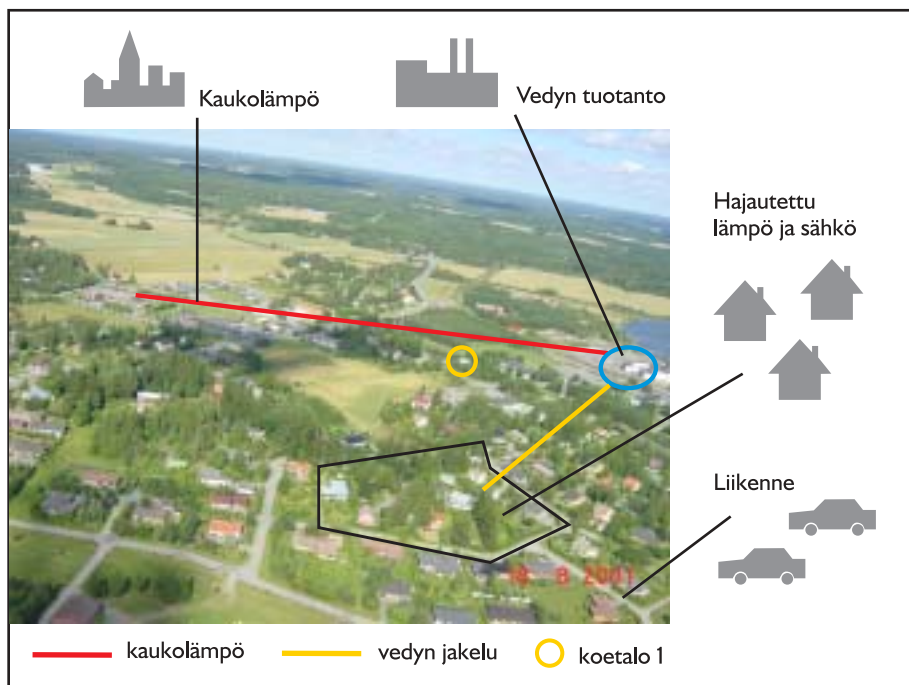 Kaukolämpö
Vedyn tuotanto
Hajautettu
lämpö ja sähkö
Liikenne
18 8 2001
kaukolämpö
vedyn jakelu
koetalo 1